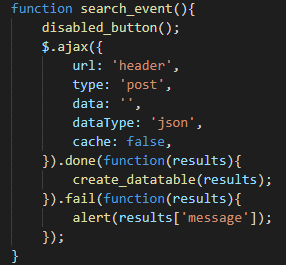 function search_event(){
    disabled_button();
    $.ajax({
        url: 'header',
        type: 'post',
        data: '',
        dataType: 'json',
        cache: false,
    }).done(function(results){
        create_datatable(results);
    }).fail(function(results){
        alert(results['message']);
    });
}